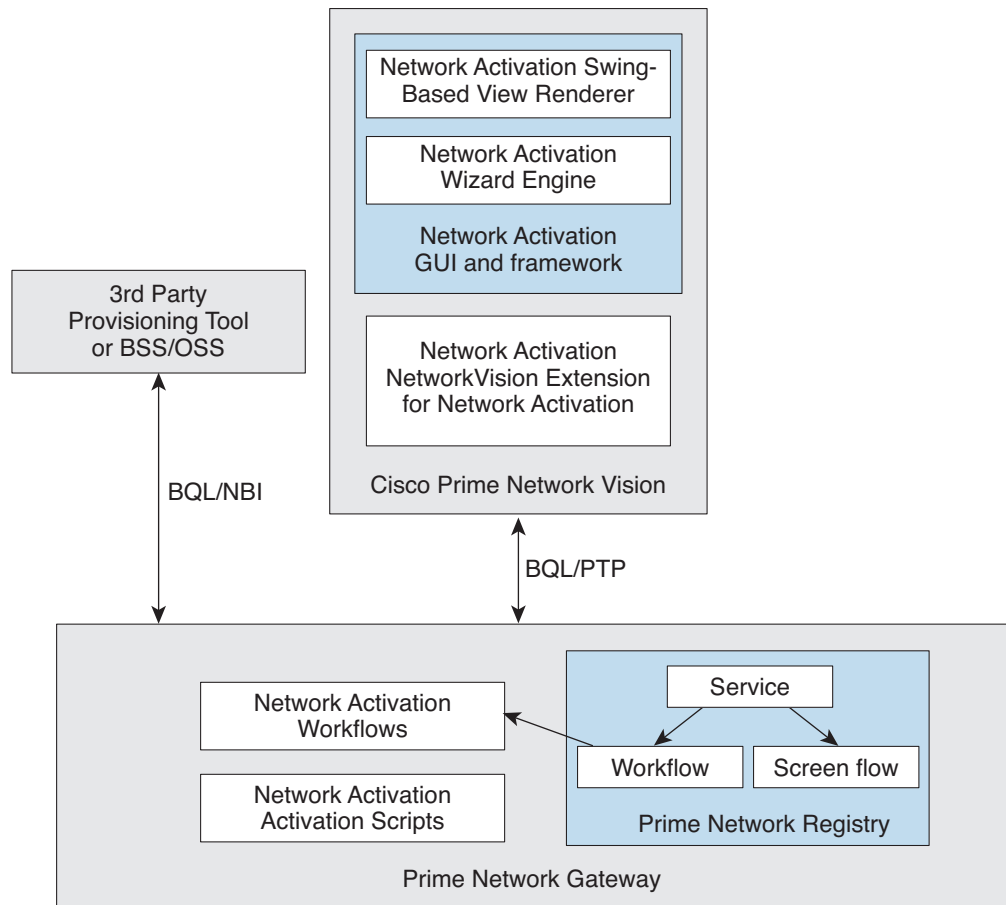 Network Activation Swing-
Based View Renderer
Network Activation
Wizard Engine
Network Activation
GUI and framework
3rd Party
Provisioning Tool
or BSS/OSS
Network Activation
NetworkVision Extension
for Network Activation
Cisco Prime Network Vision
BQL/NBI
BQL/PTP
Service
Network Activation
Workflows
Workflow
Screen flow
Network Activation
Activation Scripts
Prime Network Registry
Prime Network Gateway